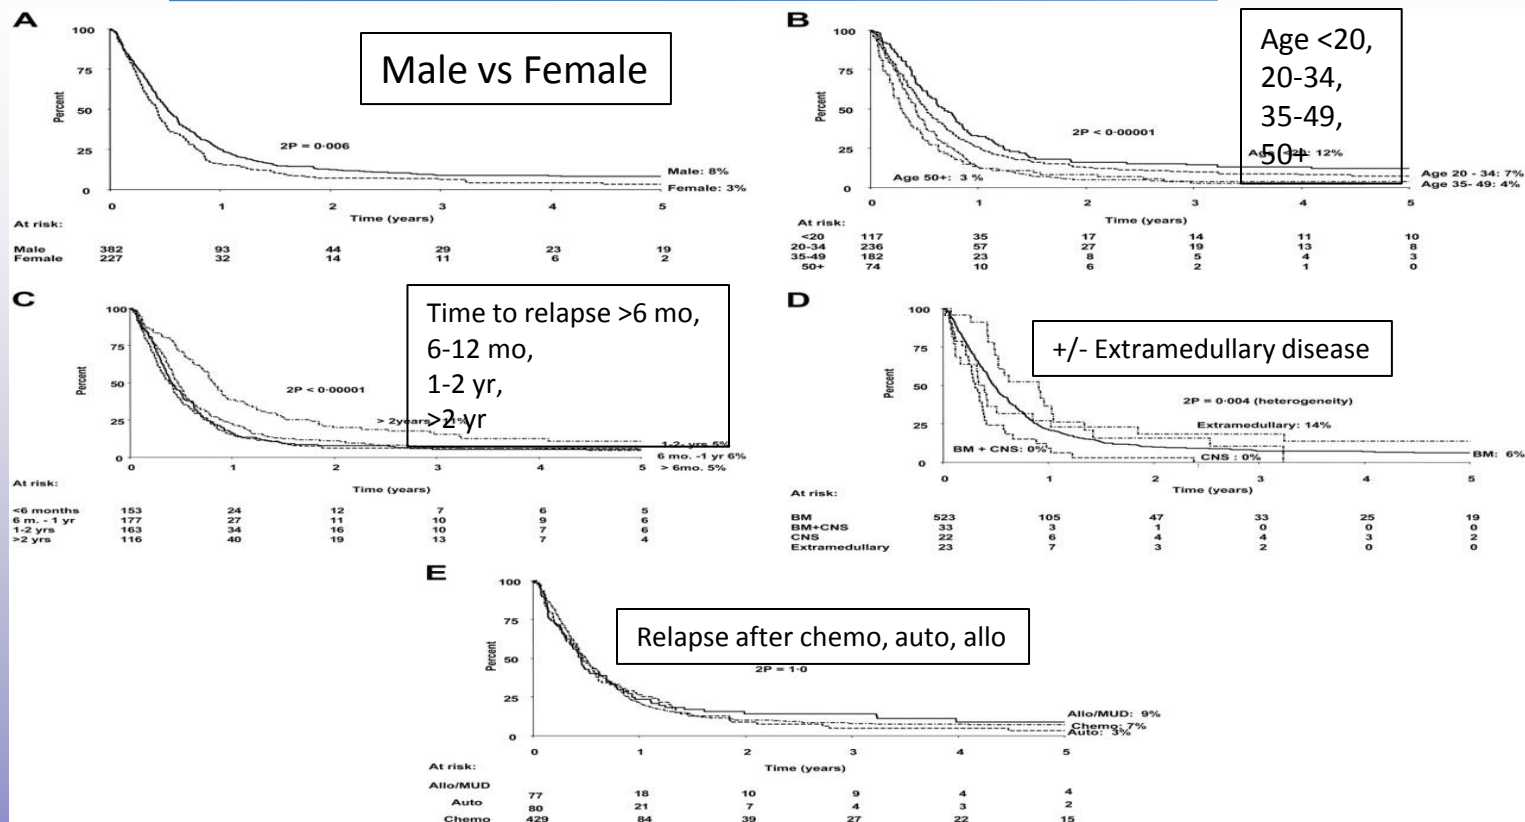 A
100
75
50
25
0
Percent
Male vs Female
2P = 0·006
Male: 8%
Female: 3%
0 1 2 3 4 5
Time (years)
At risk:
Male 382 93 44 29 23 19
Female 227 32 14 11 6 2
B
100
75
50
25
0
Percent
Age <20,
20-34,
35-49,
50+
2P < 0·00001
Age <20: 12%
Age 50+: 3 %
Age 20 - 34: 7%
Age 35- 49: 4%
0 1 2 3 4 5
Time (years)
At risk:
<20 117 35 17 14 11 10
20-34 236 57 27 19 13 8
35-49 182 23 8 5 4 3
50+ 74 10 6 2 1 0
C
100
75
50
25
0
Percent
Time to relapse >6 mo,
6-12 mo,
1-2 yr,
>2 yr
2P < 0·00001
> 2years
1-2- yrs 5%
6 mo. -1 yr 6%
> 6mo. 5%
0 1 2 3 4 5
Time (years)
At risk:
<6 months 153 24 12 7 6 5
6 m. - 1 yr 177 27 11 10 9 6
1-2 yrs 163 34 16 10 7 6
>2 yrs 116 40 19 13 7 4
D
100
75
50
25
0
Percent
+/- Extramedullary disease
2P = 0·004 (heterogeneity)
Extramedullary: 14%
BM + CNS: 0%
CNS : 0%
BM: 6%
0 1 2 3 4 5
Time (years)
At risk:
BM 523 105 47 33 25 19
BM+CNS 33 3 1 0 0 0
CNS 22 6 4 4 3 2
Extramedullary 23 7 3 2 0 0
E
100
75
50
25
0
Percent
Relapse after chemo, auto, allo
2P = 1·0
Allo/MUD: 9%
Chemo: 7%
Auto: 3%
0 1 2 3 4 5
Time (years)
At risk:
Allo/MUD 77 18 10 9 4 4
Auto 80 21 7 4 3 2
Chemo 429 84 39 27 22 15